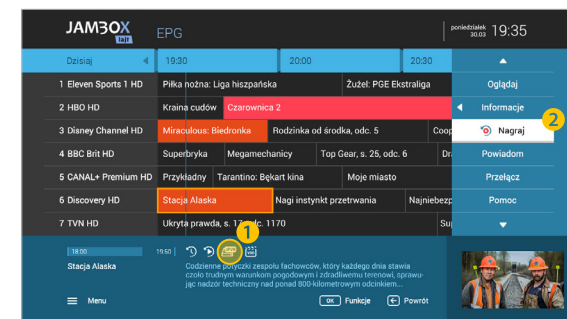 JAMBOX
lajt
EPG
poniedziałek
30.03
19:35
Dzisiaj 19:30 20:00 20:30
1 Eleven Sports 1 HD Piłka nożna: Liga hiszpańska Żużel: PGE Ekstraliga Oglądaj
2 HBO HD Kraina cudów Czarownica 2 Informacje
3 Disney Channel HD Miraculous: Biedronka Rodzinka od środka, odc. 5 Coop Nagraj 2
4 BBC Brit HD Superbryka Megamechanicy Top Gear, s. 25, odc. 6 Powiadom
5 CANAL+ Premium HD Przykładny Tarantino: Bękart kina Moje miasto Przełącz
6 Discovery HD Stacja Alaska Nagi instynkt przetrwania Najniebezp Pomoc
7 TVN HD Ukryta prawda, s. 17, odc. 1170
1
18:00 19:50
Stacja Alaska
Codzienne potyczki zespołu fachowców, który każdego dnia stawia
czoło trudnym warunkom pogodowym i zdradliwemu terenowi, sprawu-
jąc nadzór techniczny nad ponad 800-kilometrowym odcinkiem...
Menu OK Funkcje Powrót